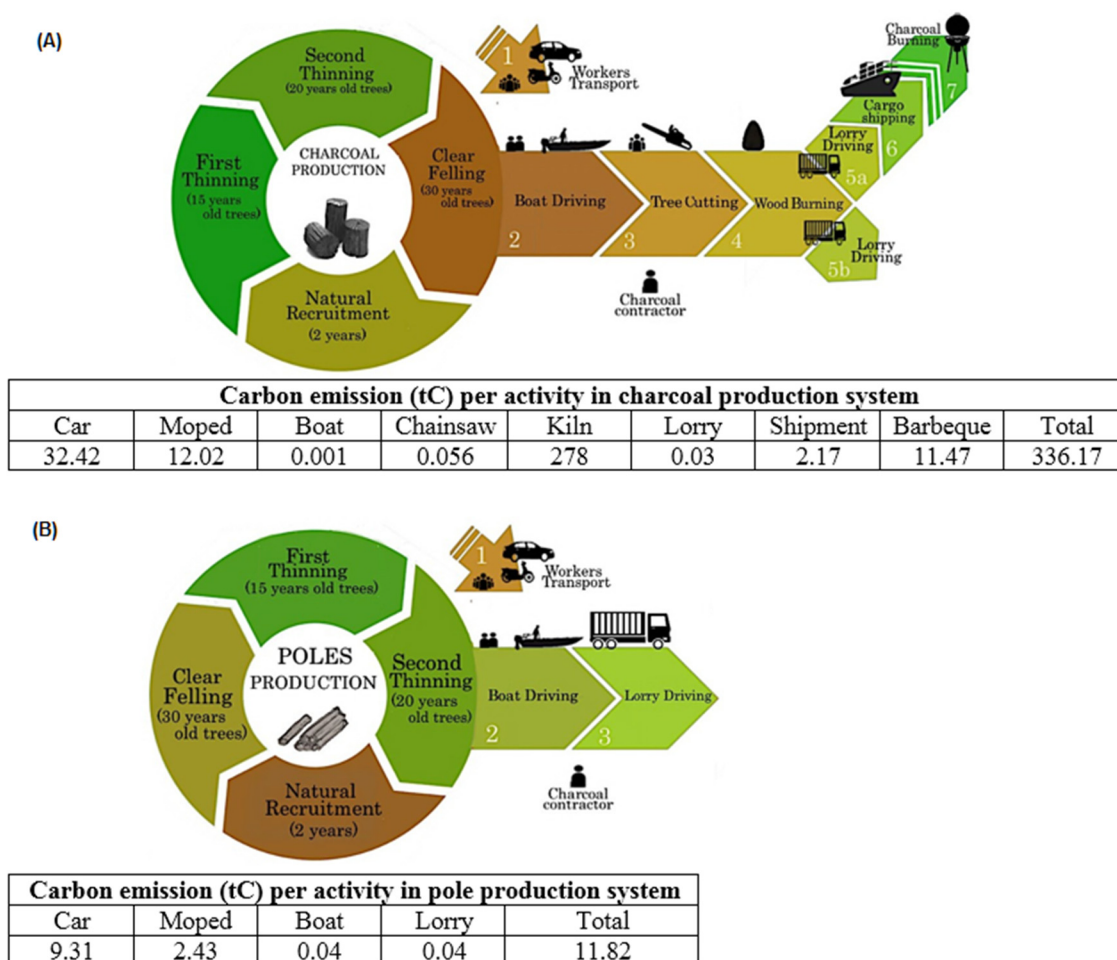 (A)
Second
Thinning
(20 years old trees)
First
Thinning
(15 years
old trees)
CHARCOAL
PRODUCTION
Clear
Felling
(30 years
old trees)
Natural
Recruitment
(2 years)
1
Workers
Transport
Boat Driving
2
Tree Cutting
3
Wood Burning
4
Charcoal
contractor
Lorry
Driving
5a
Lorry
Driving
5b
Cargo
shipping
6
Charcoal
Burning
7
Carbon emission (tC) per activity in charcoal production system
Car Moped Boat Chainsaw Kiln Lorry Shipment Barbeque Total
32.42 12.02 0.001 0.056 278 0.03 2.17 11.47 336.17
(B)
First
Thinning
(15 years old trees)
Clear
Felling
(30 years
old trees)
POLES
PRODUCTION
Second
Thinning
(20 years
old trees)
Natural
Recruitment
(2 years)
1
Workers
Transport
Boat Driving
2
Lorry Driving
3
Charcoal
contractor
Carbon emission (tC) per activity in pole production system
Car Moped Boat Lorry Total
9.31 2.43 0.04 0.04 11.82